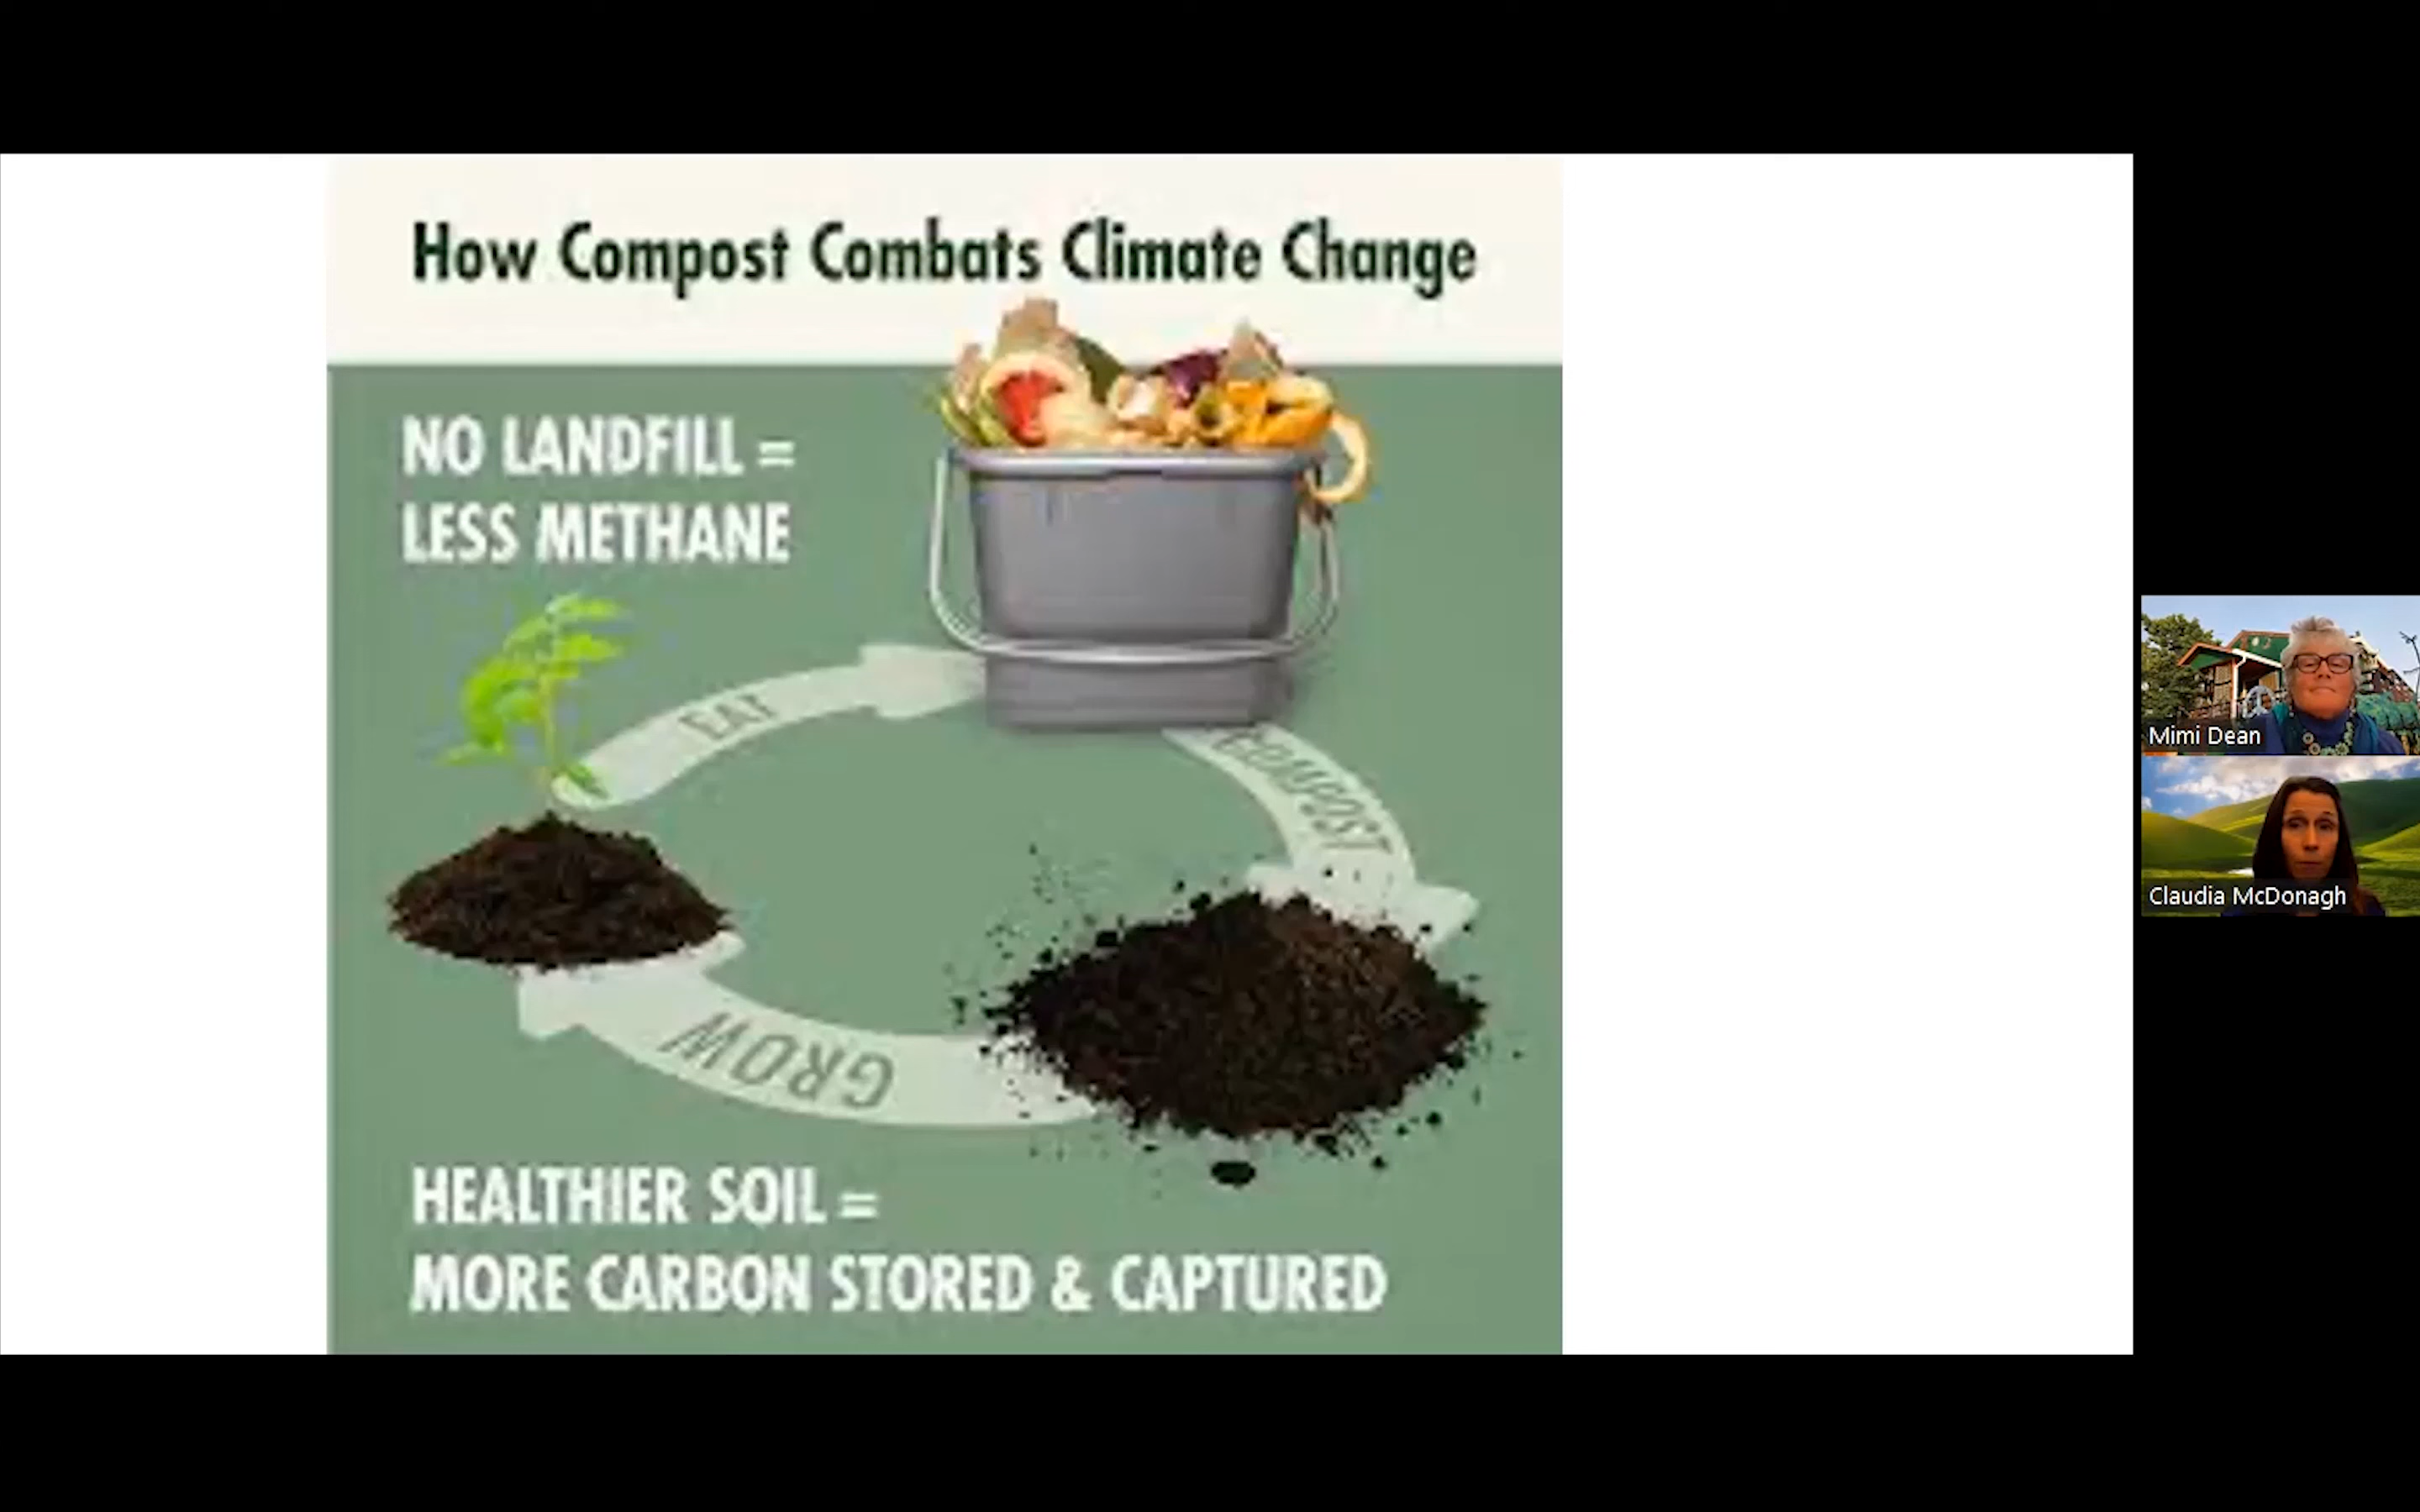 How Compost Combats Climate Change
NO LANDFILL =
LESS METHANE
EAT
COMPOST
GROW
HEALTHIER SOIL =
MORE CARBON STORED & CAPTURED
Mimi Dean
Claudia McDonagh